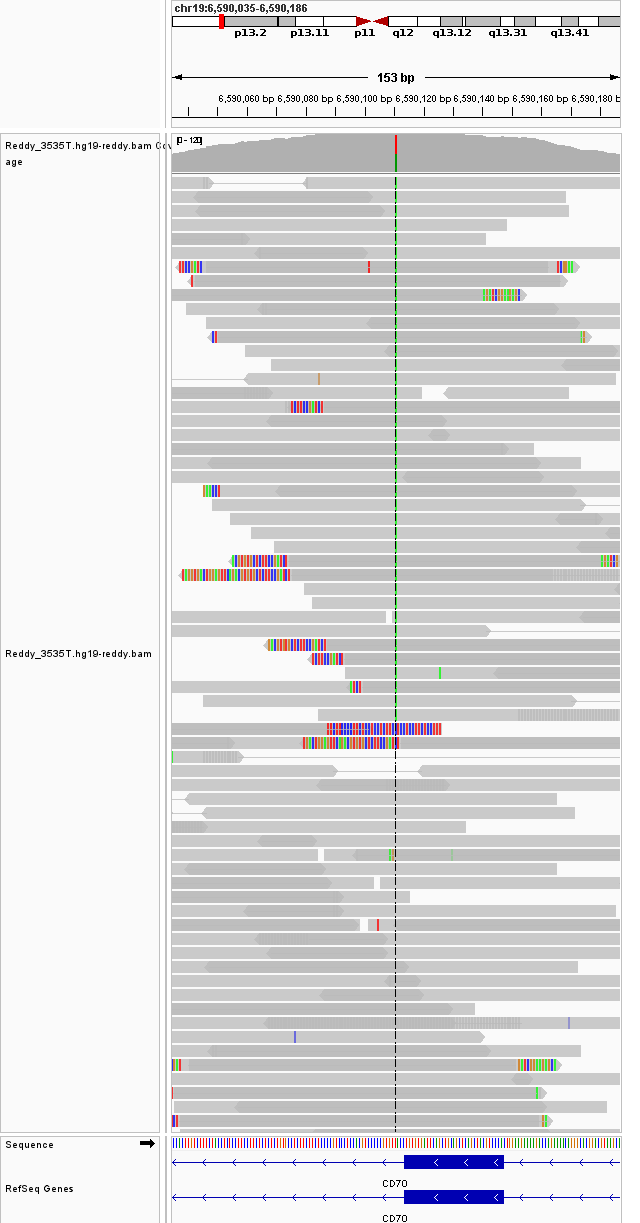 chr19:6,590,035-6,590,186
p13.2 p13.11 p11 q12 q13.12 q13.31 q13.41
153 bp
6,590,060 bp 6,590,080 bp 6,590,100 bp 6,590,120 bp 6,590,140 bp 6,590,160 bp 6,590,180 b
Reddy_3535T.hg19-reddy.bam Cov
age
[0 - 120]
Reddy_3535T.hg19-reddy.bam
Sequence
RefSeq Genes
CD70
CD70